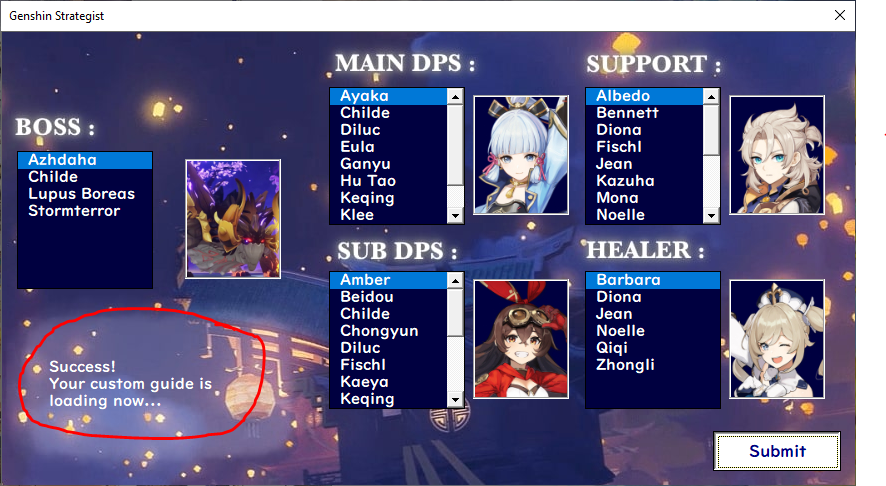 Genshin Strategist
MAIN DPS :
SUPPORT :
Ayaka
Childe
Diluc
Eula
Ganyu
Hu Tao
Keqing
Klee
Albedo
Bennett
Diona
Fischl
Jean
Kazuha
Mona
Noelle
BOSS :
Azhdaha
Childe
Lupus Boreas
Stormterror
SUB DPS :
HEALER :
Amber
Beidou
Childe
Chongyun
Diluc
Fischl
Kaeya
Keqing
Barbara
Diona
Jean
Noelle
Qiqi
Zhongli
Success!
Your custom guide is
loading now...
Submit